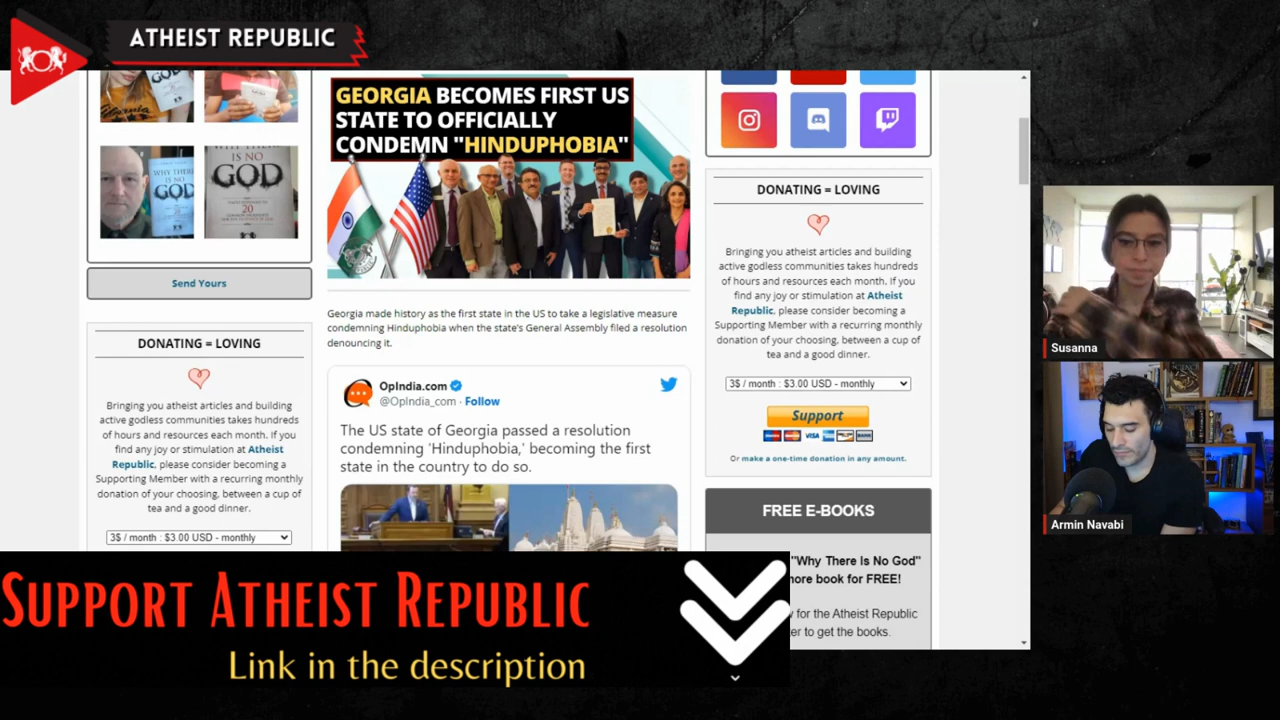 ATHEIST REPUBLIC
GOD
WHY THERE
IS NO
GOD
WHY THERE
IS NO
GOD
20
Send Yours
DONATING = LOVING
Bringing you atheist articles and building
active godless communities takes hundreds
of hours and resources each month. If you
find any joy or stimulation at Atheist
Republic, please consider becoming a
Supporting Member with a recurring monthly
donation of your choosing, between a cup of
tea and a good dinner.
3$ / month : $3.00 USD - monthly
GEORGIA BECOMES FIRST US
STATE TO OFFICIALLY
CONDEMN "HINDUPHOBIA"
Georgia made history as the first state in the US to take a legislative measure
condemning Hinduphobia when the state's General Assembly filed a resolution
denouncing it.
OpIndia.com
@OpIndia_com · Follow
The US state of Georgia passed a resolution
condemning 'Hinduphobia,' becoming the first
state in the country to do so.
DONATING = LOVING
Bringing you atheist articles and building
active godless communities takes hundreds
of hours and resources each month. If you
find any joy or stimulation at Atheist
Republic, please consider becoming a
Supporting Member with a recurring monthly
donation of your choosing, between a cup of
tea and a good dinner.
3$ / month : $3.00 USD - monthly
Support
VISA
BANK
Or make a one-time donation in any amount.
FREE E-BOOKS
"Why There Is No God"
more book for FREE!
for the Atheist Republic
to get the books.
Susanna
Armin Navabi
SUPPORT ATHEIST REPUBLIC
Link in the description